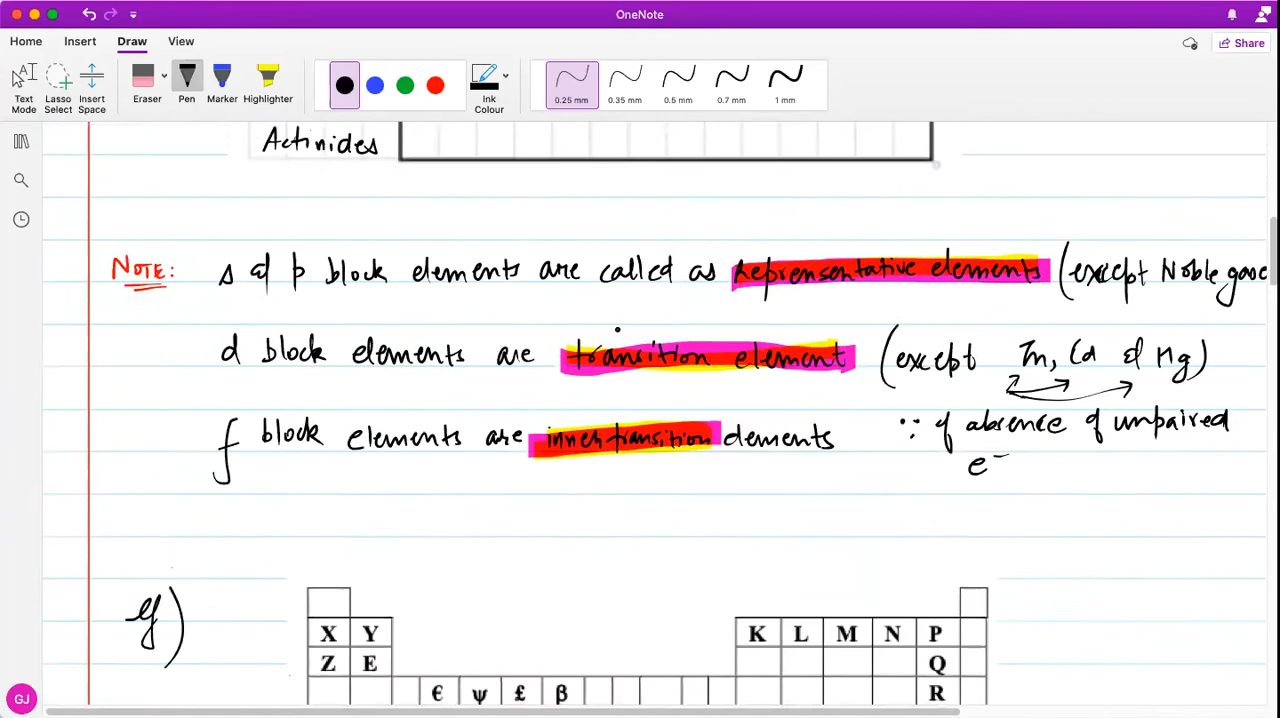 OneNote
Home Insert Draw View
Share
Text Mode
Lasso Select
Insert Space
Eraser
Pen
Marker
Highlighter
Ink Colour
0.25 mm 0.35 mm 0.5 mm 0.7 mm 1 mm
Actinides
NOTE: s & p block elements are called as reprensentative elements (except Noble gase
d block elements are transition element (except Zn, Cd & Hg)
f block elements are inner transition elements
∵ of absence of unpaired
e⁻
eg)
X Y K L M N P
Z E Q
€ ψ £ β R
GJ